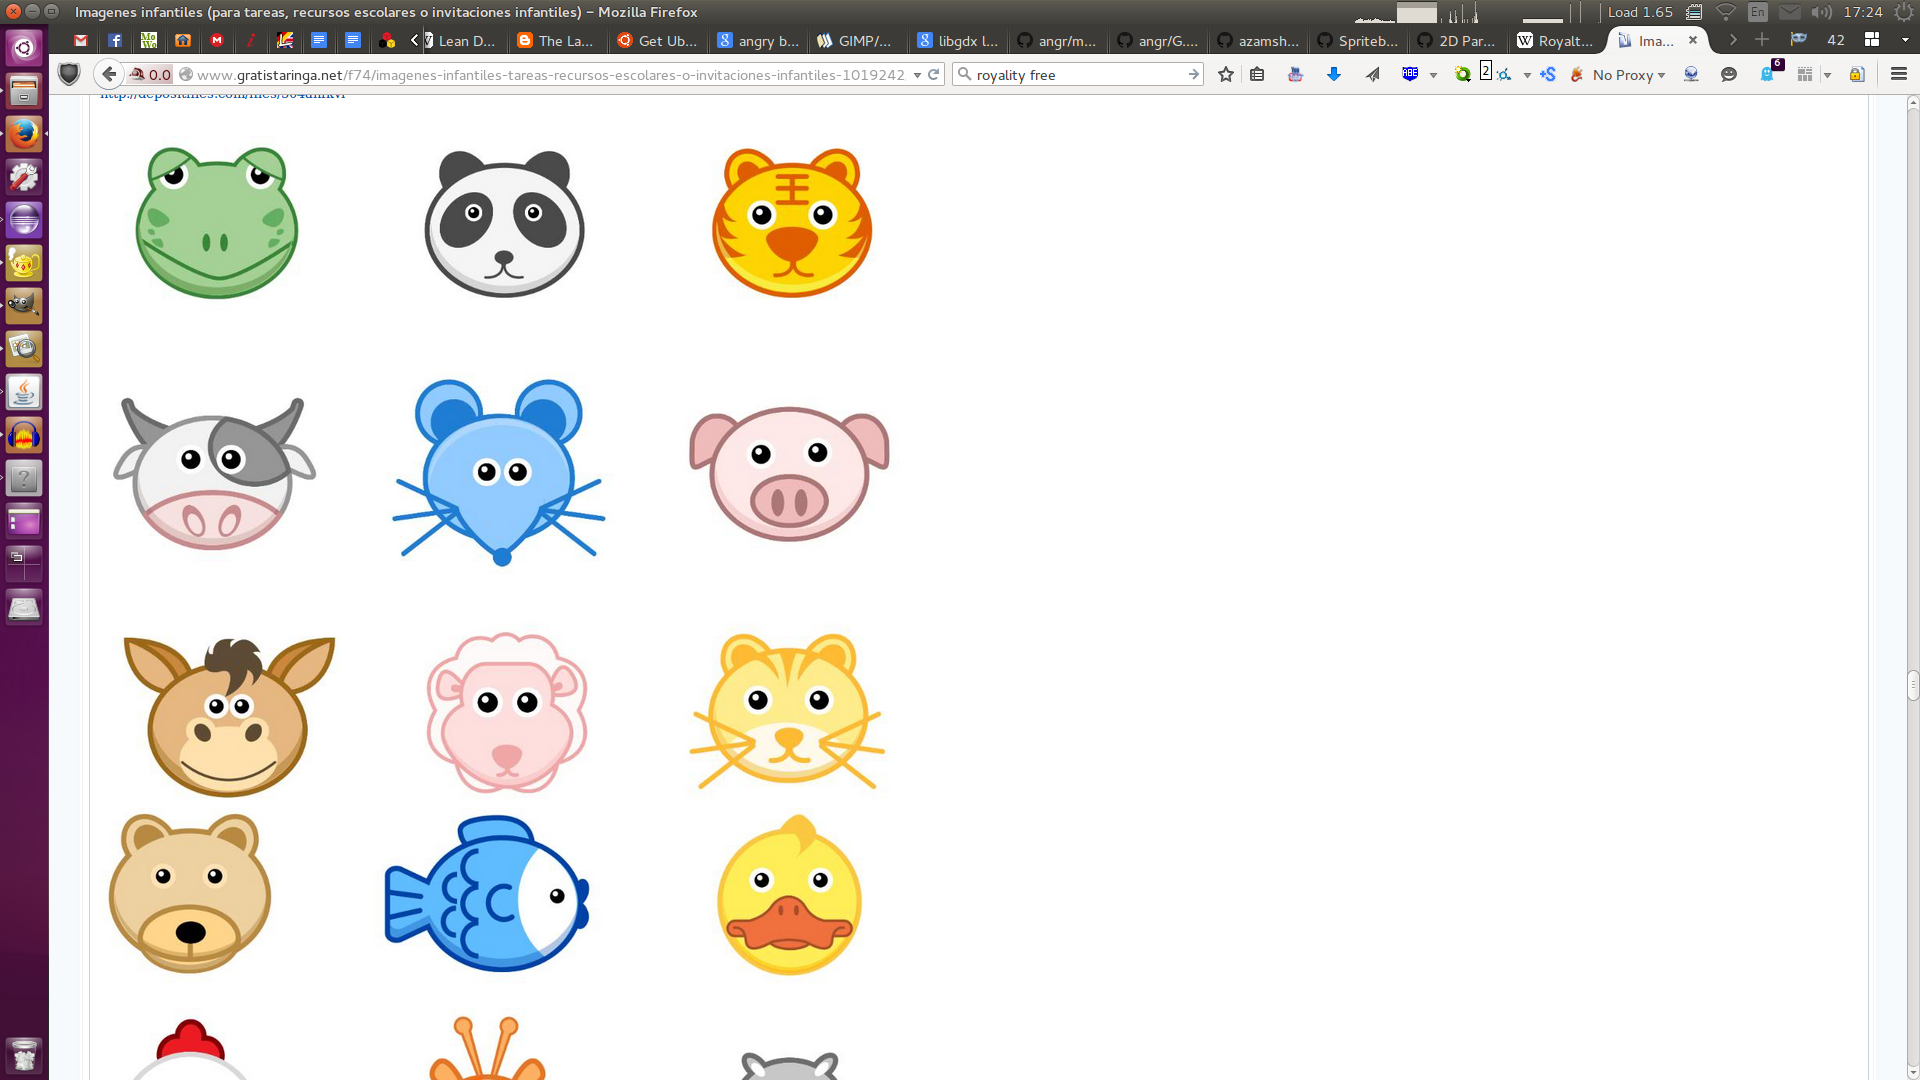 Imagenes infantiles (para tareas, recursos escolares o invitaciones infantiles) – Mozilla Firefox
Load 1.65
En
17:24
Lean D...
The La...
Get Ub...
angry b...
GIMP/...
libgdx l...
angr/m...
angr/G....
azamsh...
Spriteb...
2D Par...
Royalt...
Ima...
42
0.0
www.gratistaringa.net/f74/imagenes-infantiles-tareas-recursos-escolares-o-invitaciones-infantiles-1019242
royality free
ABE
2
No Proxy
6
王